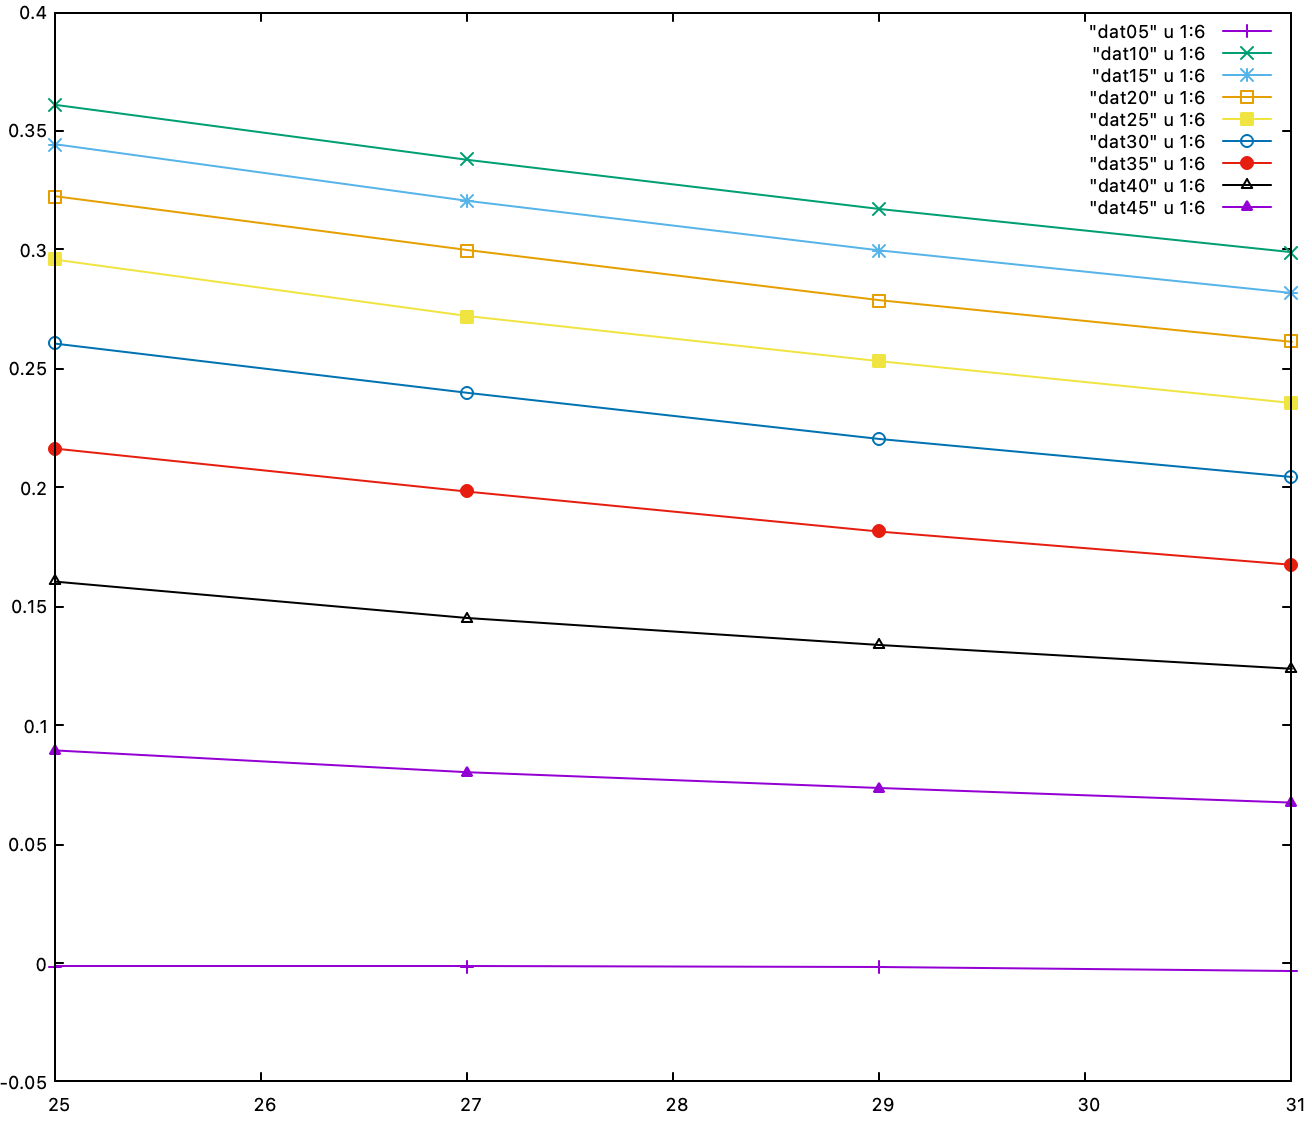 0.4
0.35
0.3
0.25
0.2
0.15
0.1
0.05
0
-0.05
25 26 27 28 29 30 31
"dat05" u 1:6
"dat10" u 1:6
"dat15" u 1:6
"dat20" u 1:6
"dat25" u 1:6
"dat30" u 1:6
"dat35" u 1:6
"dat40" u 1:6
"dat45" u 1:6